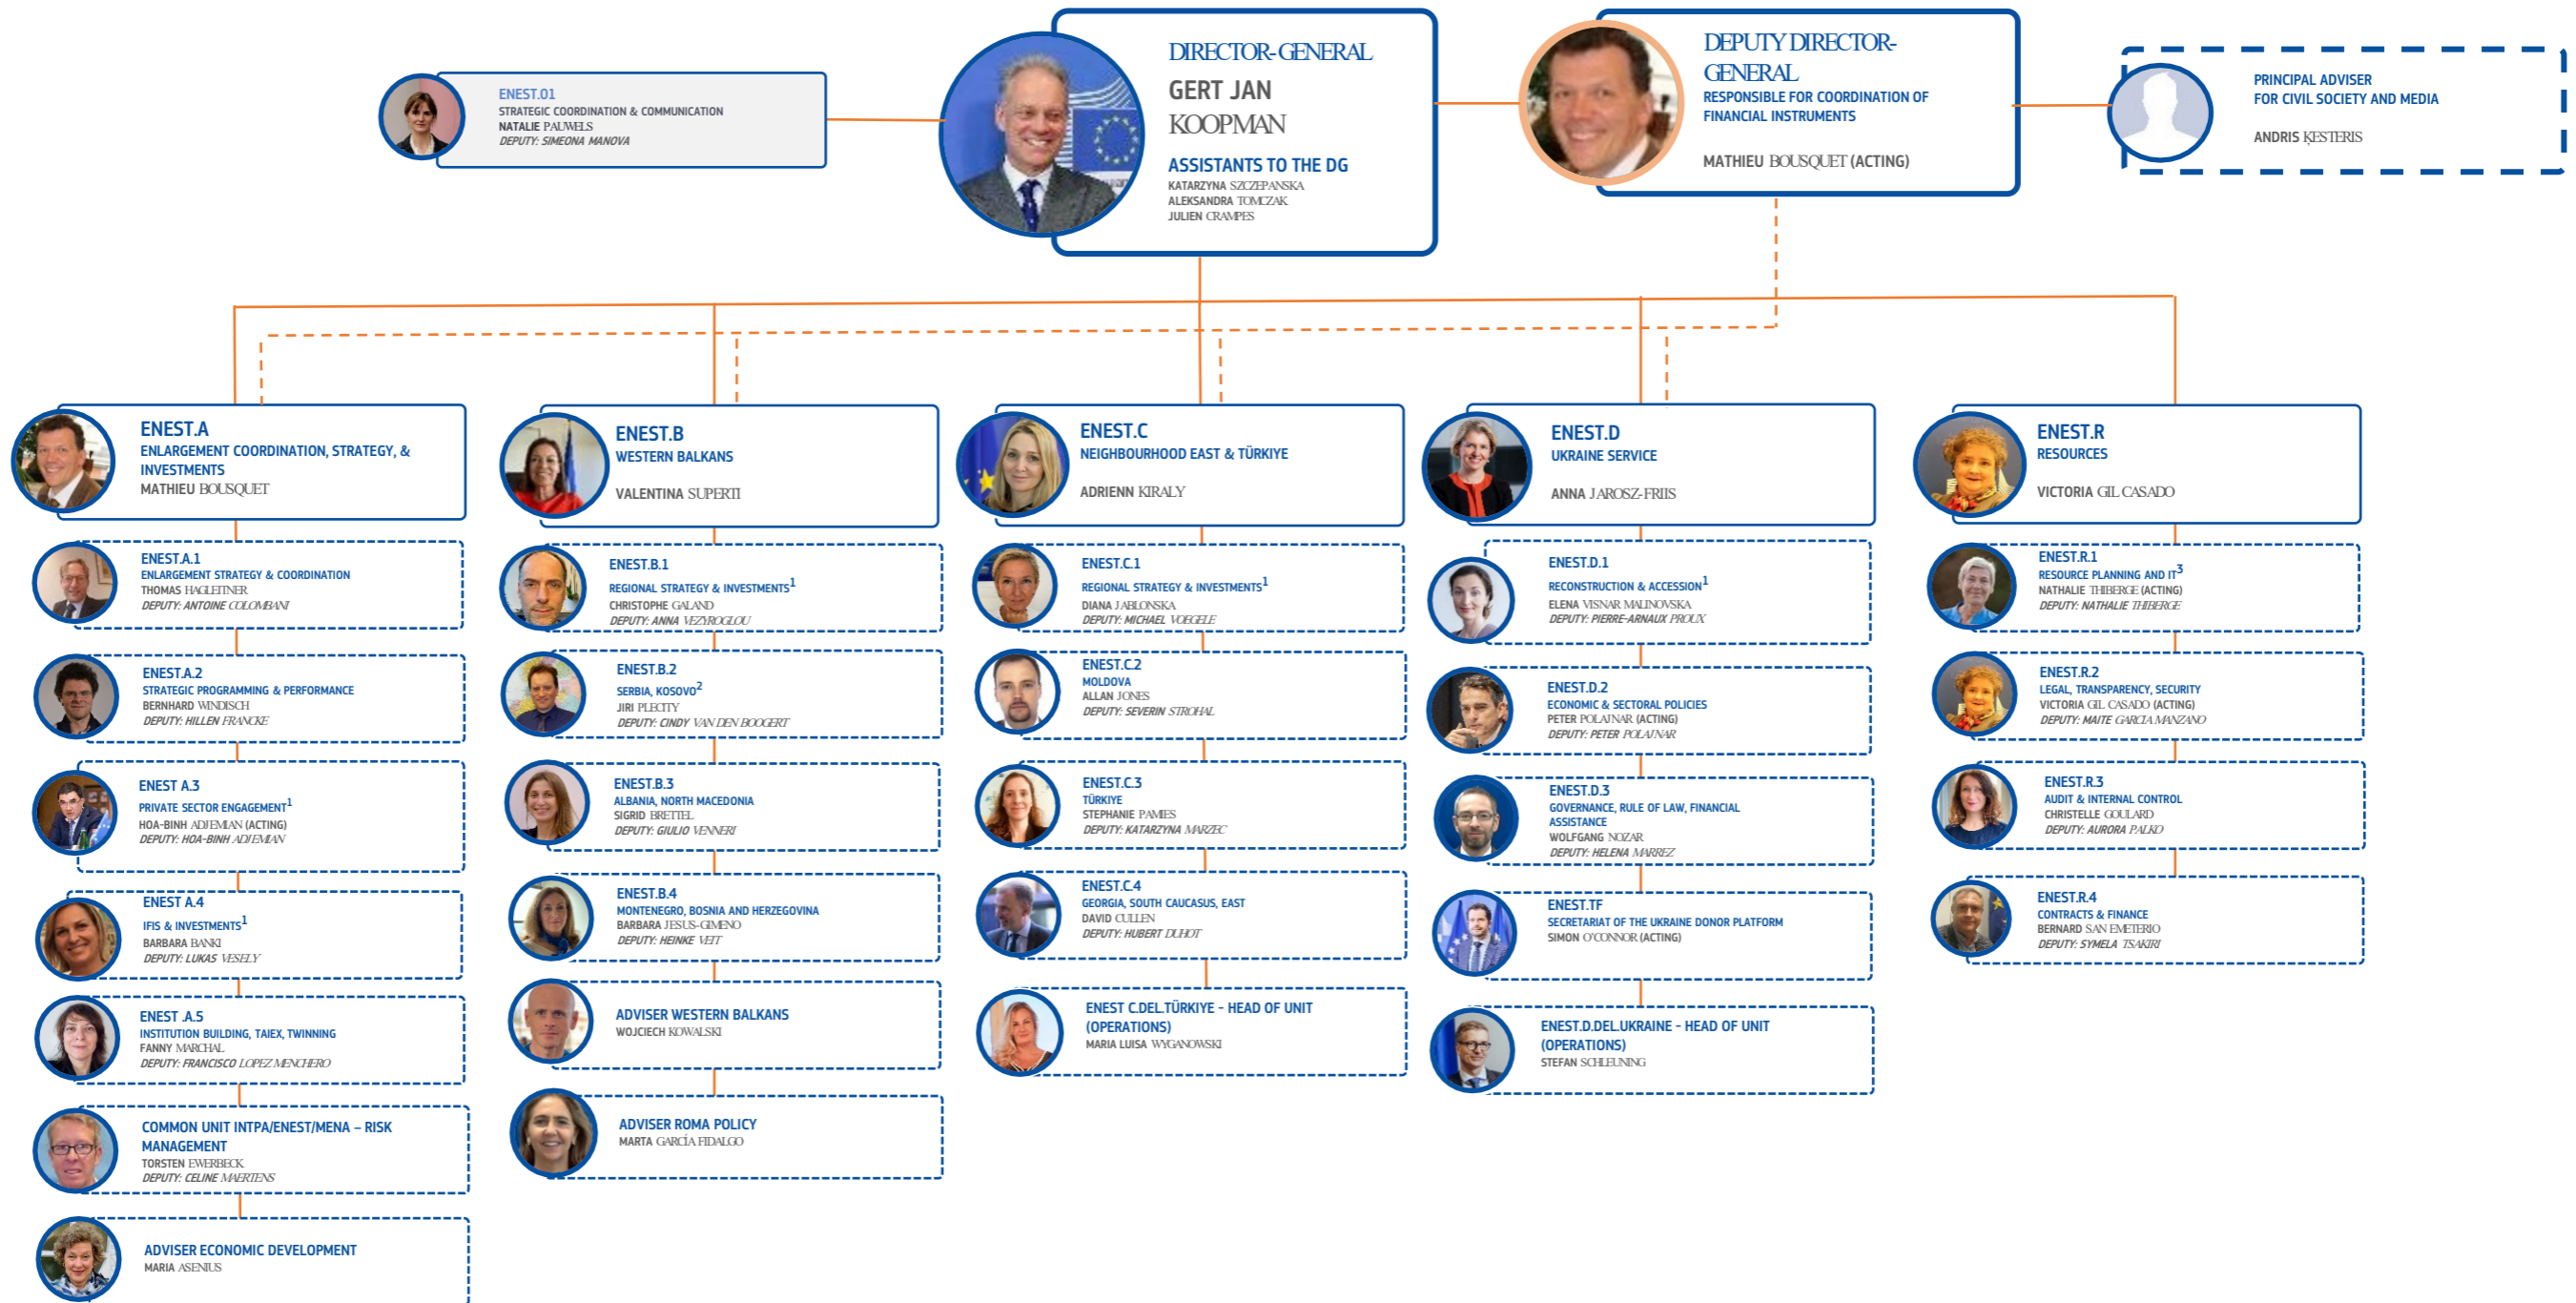 ENEST.01
STRATEGIC COORDINATION & COMMUNICATION
NATALIE PAUWELS
DEPUTY: SIMEONA MANOVA
DIRECTOR-GENERAL
GERT JAN
KOOPMAN
ASSISTANTS TO THE DG
KATARZYNA SZCZEPANSKA
ALEKSANDRA TOMCZAK
JULIEN CRAMPES
DEPUTY DIRECTOR-
GENERAL
RESPONSIBLE FOR COORDINATION OF
FINANCIAL INSTRUMENTS
MATHIEU BOUSQUET (ACTING)
PRINCIPAL ADVISER
FOR CIVIL SOCIETY AND MEDIA
ANDRIS ĶESTERIS
ENEST.A
ENLARGEMENT COORDINATION, STRATEGY, &
INVESTMENTS
MATHIEU BOUSQUET
ENEST.A.1
ENLARGEMENT STRATEGY & COORDINATION
THOMAS HAGLEITNER
DEPUTY: ANTOINE COLOMBANI
ENEST.A.2
STRATEGIC PROGRAMMING & PERFORMANCE
BERNHARD WINDISCH
DEPUTY: HILLEN FRANCKE
ENEST A.3
PRIVATE SECTOR ENGAGEMENT1
HOA-BINH ADJEMIAN (ACTING)
DEPUTY: HOA-BINH ADJEMIAN
ENEST A.4
IFIS & INVESTMENTS1
BARBARA BANKI
DEPUTY: LUKAS VESELY
ENEST .A.5
INSTITUTION BUILDING, TAIEX, TWINNING
FANNY MARCHAL
DEPUTY: FRANCISCO LOPEZ MENCHERO
COMMON UNIT INTPA/ENEST/MENA – RISK
MANAGEMENT
TORSTEN EWERBECK
DEPUTY: CELINE MAERTENS
ADVISER ECONOMIC DEVELOPMENT
MARIA ASENIUS
ENEST.B
WESTERN BALKANS
VALENTINA SUPERTI
ENEST.B.1
REGIONAL STRATEGY & INVESTMENTS1
CHRISTOPHE GALAND
DEPUTY: ANNA VEZYROGLOU
ENEST.B.2
SERBIA, KOSOVO2
JIRI PLECITY
DEPUTY: CINDY VAN DEN BOOGERT
ENEST.B.3
ALBANIA, NORTH MACEDONIA
SIGRID BRETTEL
DEPUTY: GIULIO VENNERI
ENEST.B.4
MONTENEGRO, BOSNIA AND HERZEGOVINA
BARBARA JESUS-GIMENO
DEPUTY: HEINKE VEIT
ADVISER WESTERN BALKANS
WOJCIECH KOWALSKI
ADVISER ROMA POLICY
MARTA GARCÍA FIDALGO
ENEST.C
NEIGHBOURHOOD EAST & TÜRKIYE
ADRIENN KIRALY
ENEST.C.1
REGIONAL STRATEGY & INVESTMENTS1
DIANA JABLONSKA
DEPUTY: MICHAEL VOEGELE
ENEST.C.2
MOLDOVA
ALLAN JONES
DEPUTY: SEVERIN STROHAL
ENEST.C.3
TÜRKIYE
STEPHANIE PAMIES
DEPUTY: KATARZYNA MARZEC
ENEST.C.4
GEORGIA, SOUTH CAUCASUS, EAST
DAVID CULLEN
DEPUTY: HUBERT DUHOT
ENEST C.DEL.TÜRKIYE - HEAD OF UNIT
(OPERATIONS)
MARIA LUISA WYGANOWSKI
ENEST.D
UKRAINE SERVICE
ANNA JAROSZ-FRIIS
ENEST.D.1
RECONSTRUCTION & ACCESSION1
ELENA VISNAR MALINOVSKA
DEPUTY: PIERRE-ARNAUX PROUX
ENEST.D.2
ECONOMIC & SECTORAL POLICIES
PETER POLAJNAR (ACTING)
DEPUTY: PETER POLAJNAR
ENEST.D.3
GOVERNANCE, RULE OF LAW, FINANCIAL
ASSISTANCE
WOLFGANG NOZAR
DEPUTY: HELENA MARREZ
ENEST.TF
SECRETARIAT OF THE UKRAINE DONOR PLATFORM
SIMON O'CONNOR (ACTING)
ENEST.D.DEL.UKRAINE - HEAD OF UNIT
(OPERATIONS)
STEFAN SCHLEUNING
ENEST.R
RESOURCES
VICTORIA GIL CASADO
ENEST.R.1
RESOURCE PLANNING AND IT3
NATHALIE THIBERGE (ACTING)
DEPUTY: NATHALIE THIBERGE
ENEST.R.2
LEGAL, TRANSPARENCY, SECURITY
VICTORIA GIL CASADO (ACTING)
DEPUTY: MAITE GARCIA MANZANO
ENEST.R.3
AUDIT & INTERNAL CONTROL
CHRISTELLE GOULARD
DEPUTY: AURORA PALKO
ENEST.R.4
CONTRACTS & FINANCE
BERNARD SAN EMETERIO
DEPUTY: SYMELA TSAKIRI